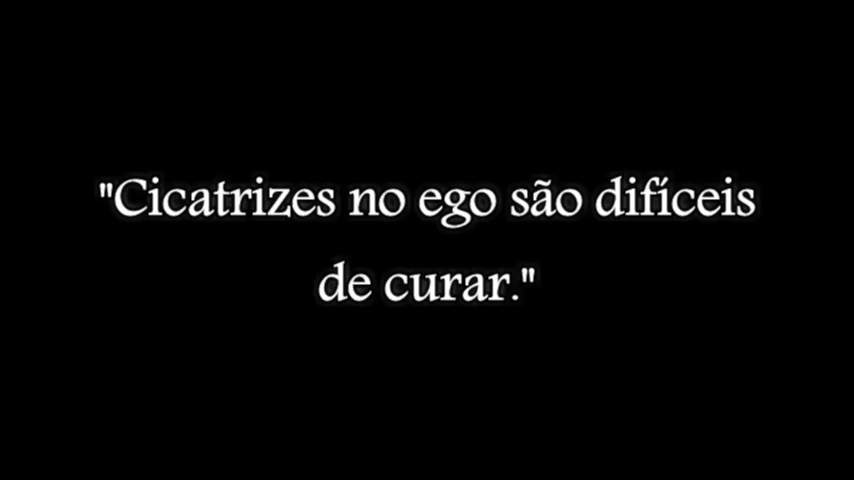 "Cicatrizes no ego são difíceis
de curar."